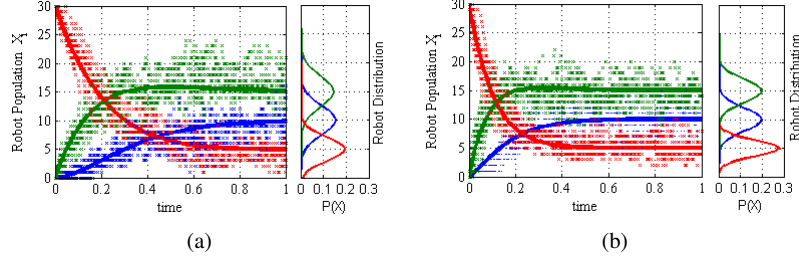 30
25
20
15
10
5
0
Robot Population X_i
0 0.2 0.4 0.6 0.8 1
time
0 0.1 0.2 0.3
P(X)
Robot Distribution
(a)
30
25
20
15
10
5
0
Robot Population X_i
0 0.2 0.4 0.6 0.8 1
time
0 0.1 0.2 0.3
P(X)
Robot Distribution
(b)